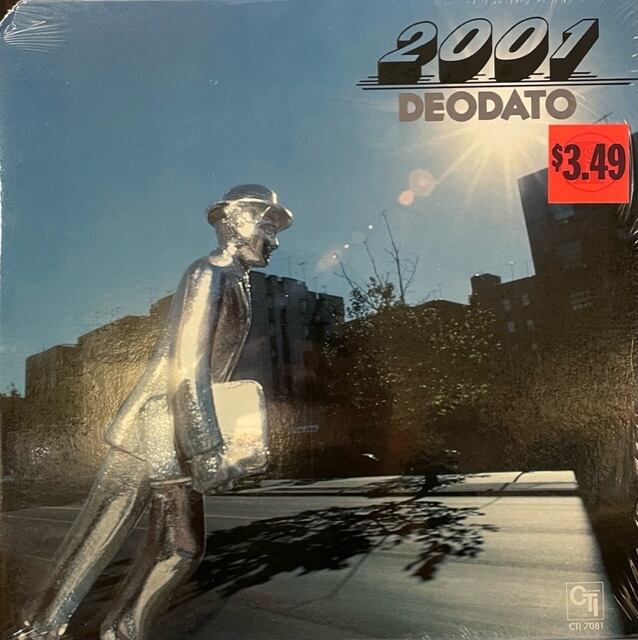 2001
DEODATO
$3.49
CTI
CTI 7081